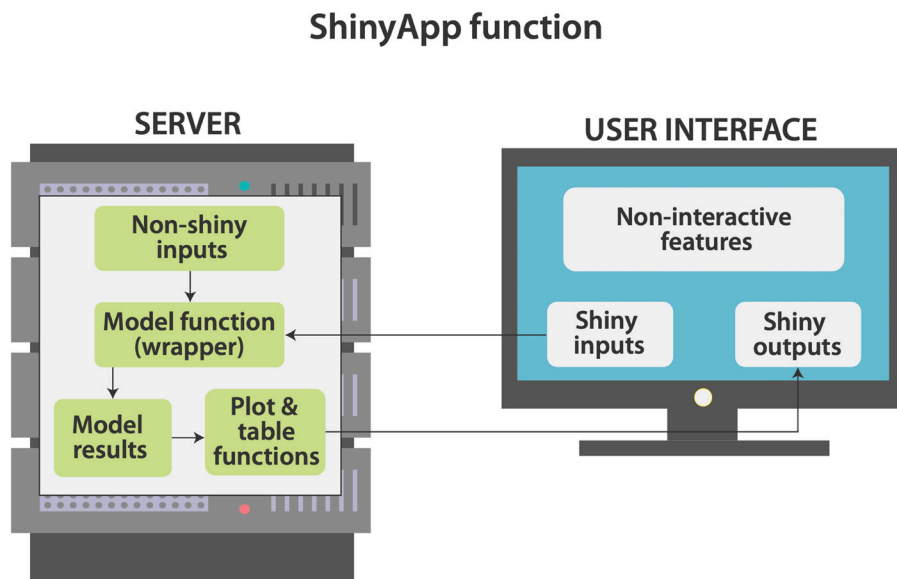 ShinyApp function
SERVER
Non-shiny
inputs
Model function
(wrapper)
Model
results
Plot &
table
functions
USER INTERFACE
Non-interactive
features
Shiny
inputs
Shiny
outputs